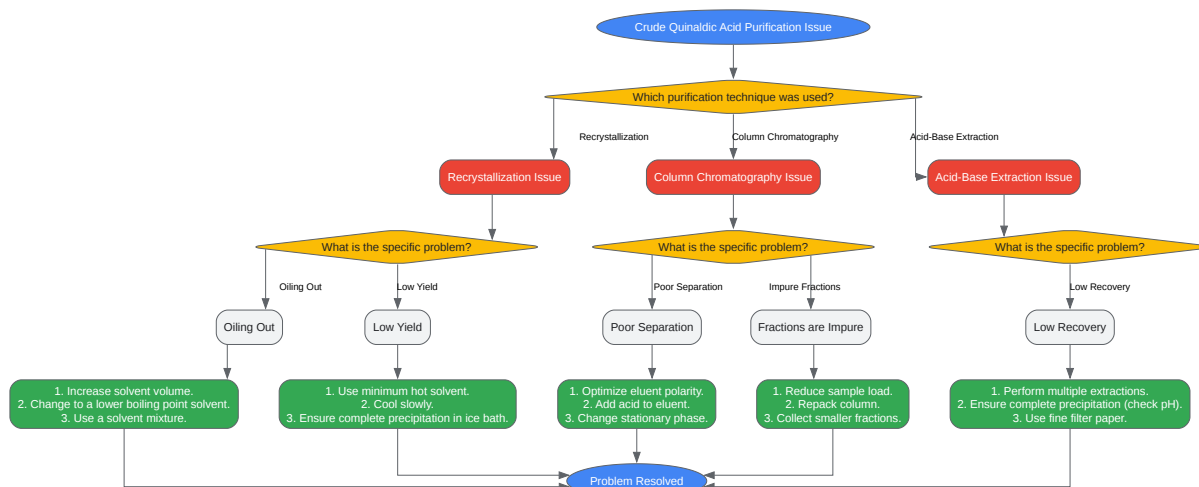 Crude Quinaldic Acid Purification Issue
Which purification technique was used?
Recrystallization
Column Chromatography
Acid-Base Extraction
Recrystallization Issue
Column Chromatography Issue
Acid-Base Extraction Issue
What is the specific problem?
What is the specific problem?
What is the specific problem?
Oiling Out
Low Yield
Poor Separation
Impure Fractions
Low Recovery
Oiling Out
Low Yield
Poor Separation
Fractions are Impure
Low Recovery
1. Increase solvent volume.
2. Change to a lower boiling point solvent.
3. Use a solvent mixture.
1. Use minimum hot solvent.
2. Cool slowly.
3. Ensure complete precipitation in ice bath.
1. Optimize eluent polarity.
2. Add acid to eluent.
3. Change stationary phase.
1. Reduce sample load.
2. Repack column.
3. Collect smaller fractions.
1. Perform multiple extractions.
2. Ensure complete precipitation (check pH).
3. Use fine filter paper.
Problem Resolved